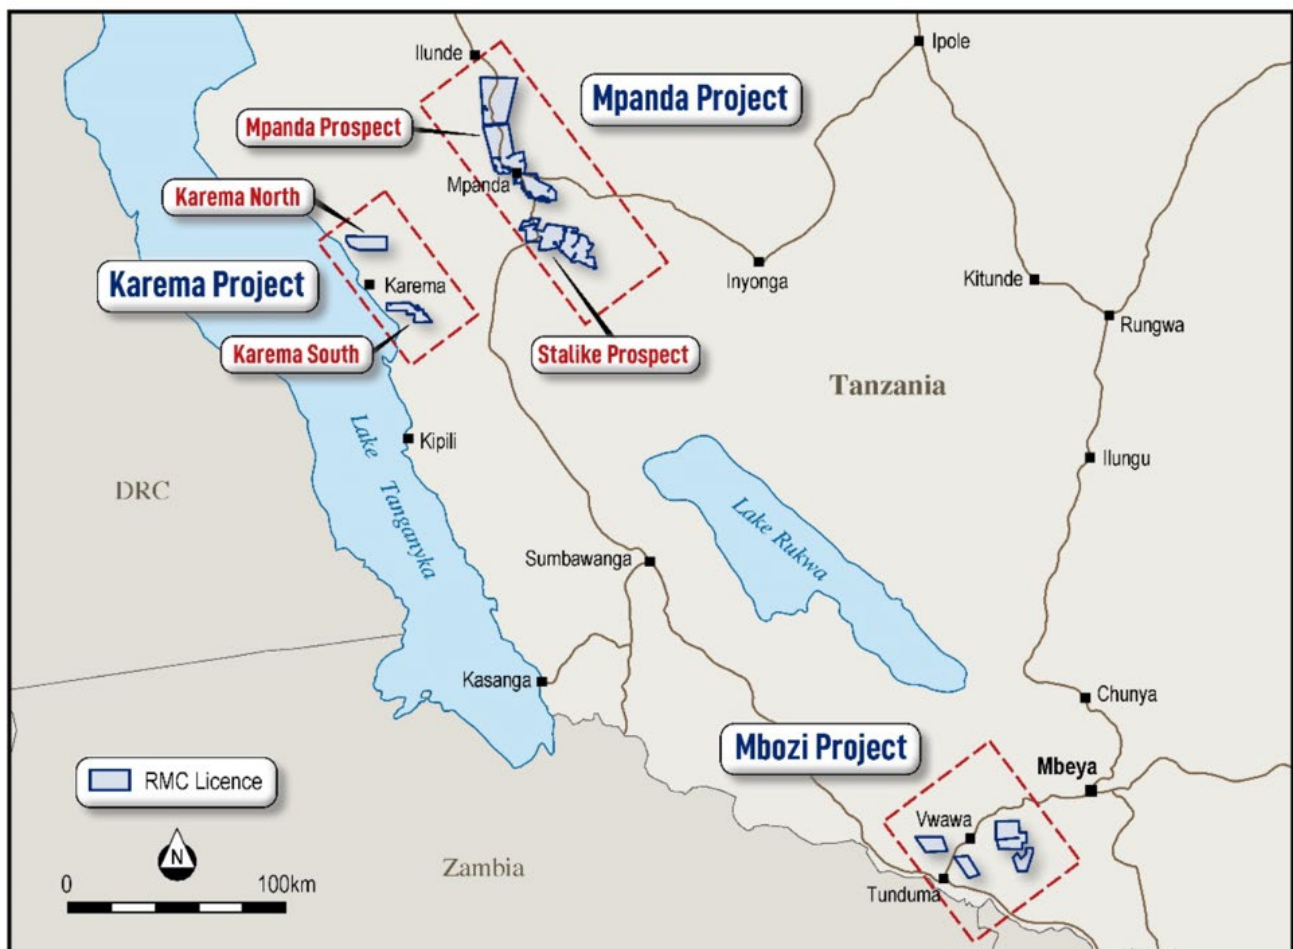 Ilunde
Ipole
Mpanda Project
Mpanda Prospect
Mpanda
Karema North
Karema Project
Karema
Inyonga
Kitunde
Rungwa
Karema South
Stalike Prospect
Tanzania
Lake
Tanganyka
Kipili
Ilungu
DRC
Lake Rukwa
Sumbawanga
Kasanga
Chunya
Mbozi Project
Mbeya
RMC Licence
Vwawa
N
Zambia
Tunduma
0
100km